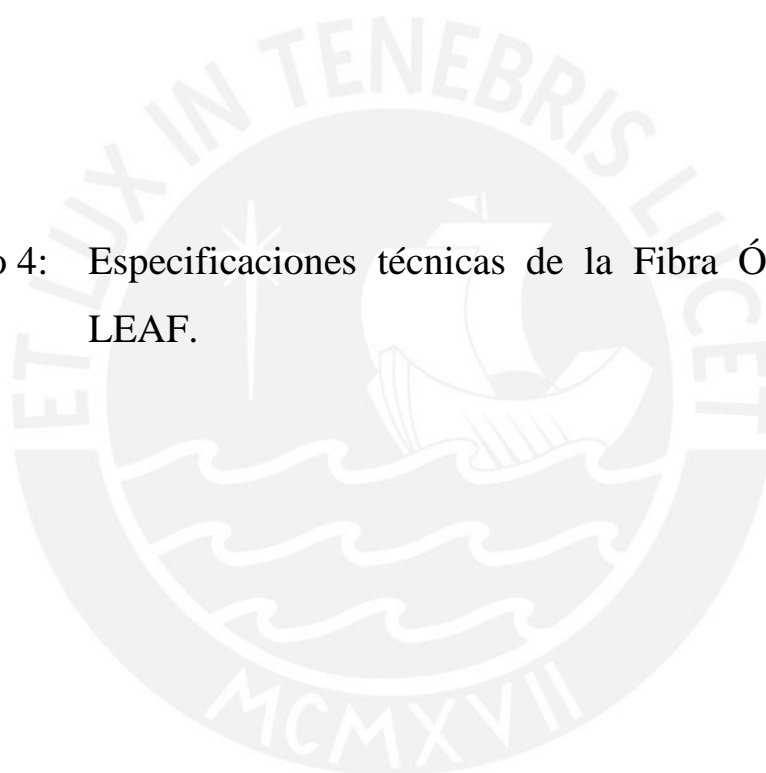 ET LUX IN TENEBRIS LUCET
o 4: Especificaciones técnicas de la Fibra Ó
LEAF.
MCMXVII